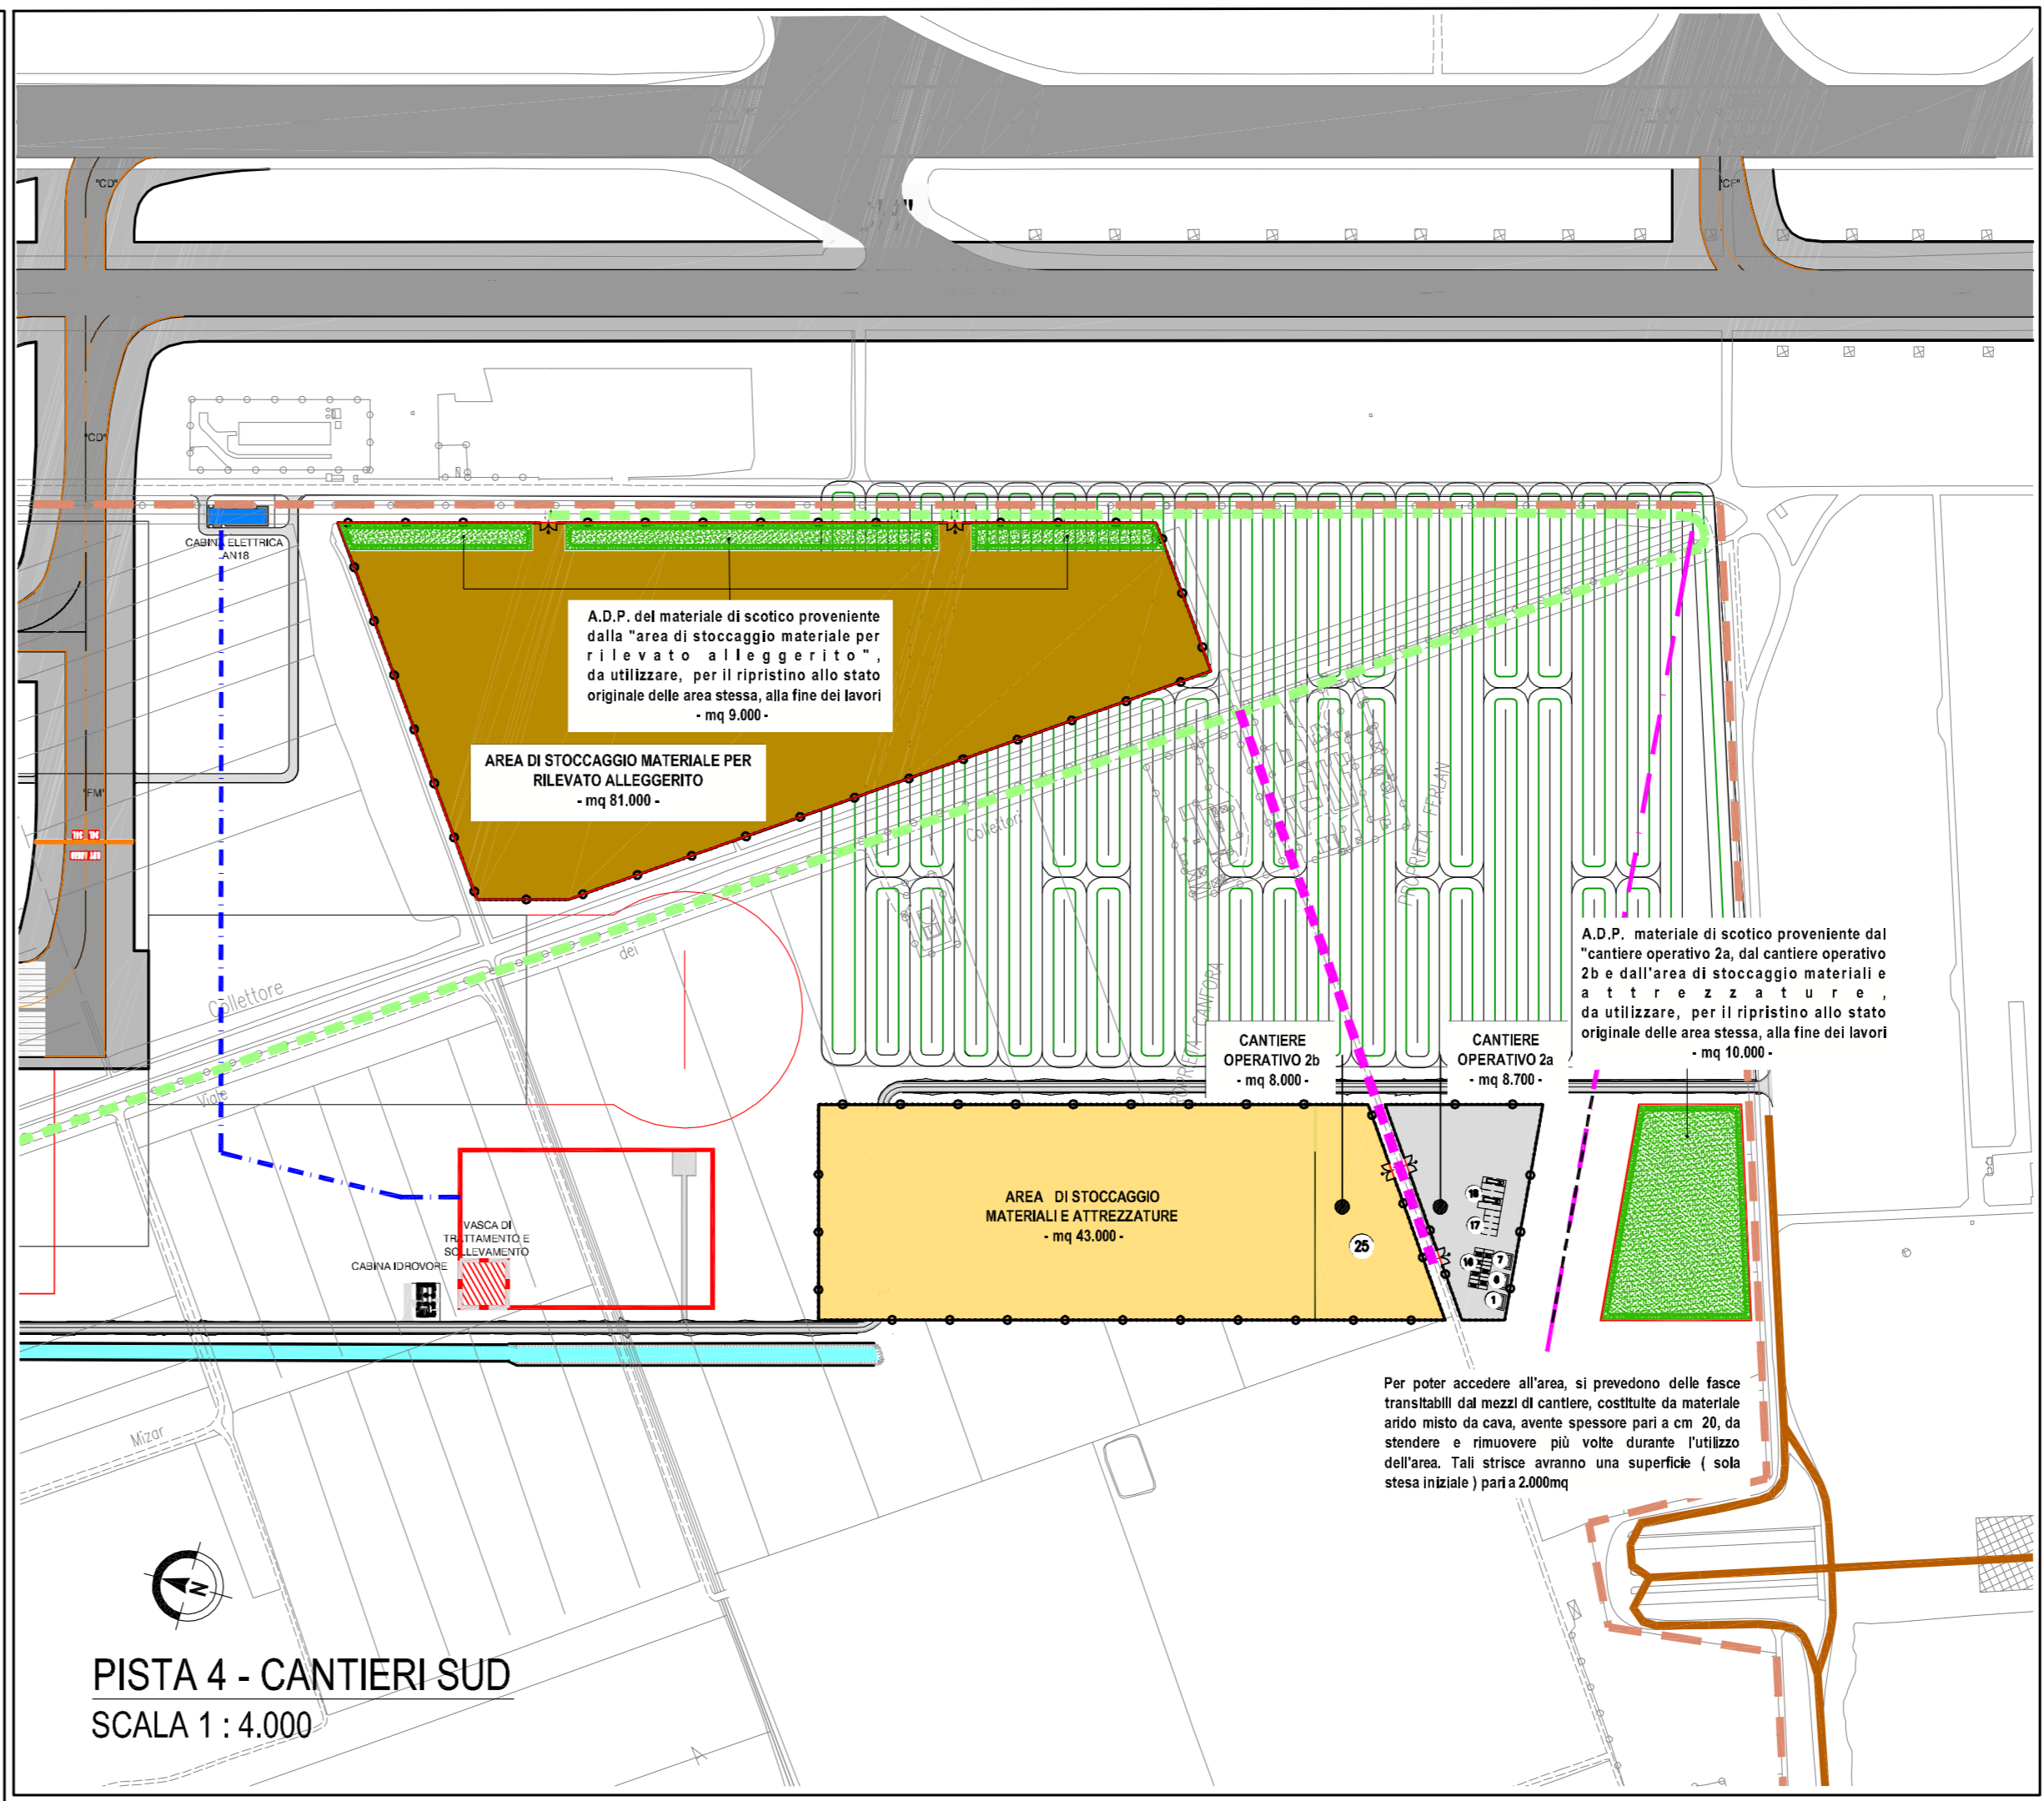 "CD"
"CF"
"CD"
CABINA ELETTRICA
AN18
A.D.P. del materiale di scotico proveniente
dalla "area di stoccaggio materiale per
rilevato alleggerito",
da utilizzare, per il ripristino allo stato
originale delle area stessa, alla fine dei lavori
- mq 9.000 -
AREA DI STOCCAGGIO MATERIALE PER
RILEVATO ALLEGGERITO
- mq 81.000 -
"FM"
Collettori
PROPRIETA' FERLAN
dei
Collettore
Viale
PROPRIETA' CANFORA
A.D.P. materiale di scotico proveniente dal
"cantiere operativo 2a, dal cantiere operativo
2b e dall'area di stoccaggio materiali e
attrezzature,
da utilizzare, per il ripristino allo stato
originale delle area stessa, alla fine dei lavori
- mq 10.000 -
CANTIERE
OPERATIVO 2b
- mq 8.000 -
CANTIERE
OPERATIVO 2a
- mq 8.700 -
AREA DI STOCCAGGIO
MATERIALI E ATTREZZATURE
- mq 43.000 -
25
18
17
16
7
6
1
VASCA DI
TRATTAMENTO E
SOLLEVAMENTO
CABINA IDROVORE
Per poter accedere all'area, si prevedono delle fasce
transitabili dai mezzi di cantiere, costituite da materiale
arido misto da cava, avente spessore pari a cm 20, da
stendere e rimuovere più volte durante l'utilizzo
dell'area. Tali strisce avranno una superficie ( sola
stesa iniziale ) pari a 2.000mq
Mizar
N
PISTA 4 - CANTIERI SUD
SCALA 1 : 4.000
A